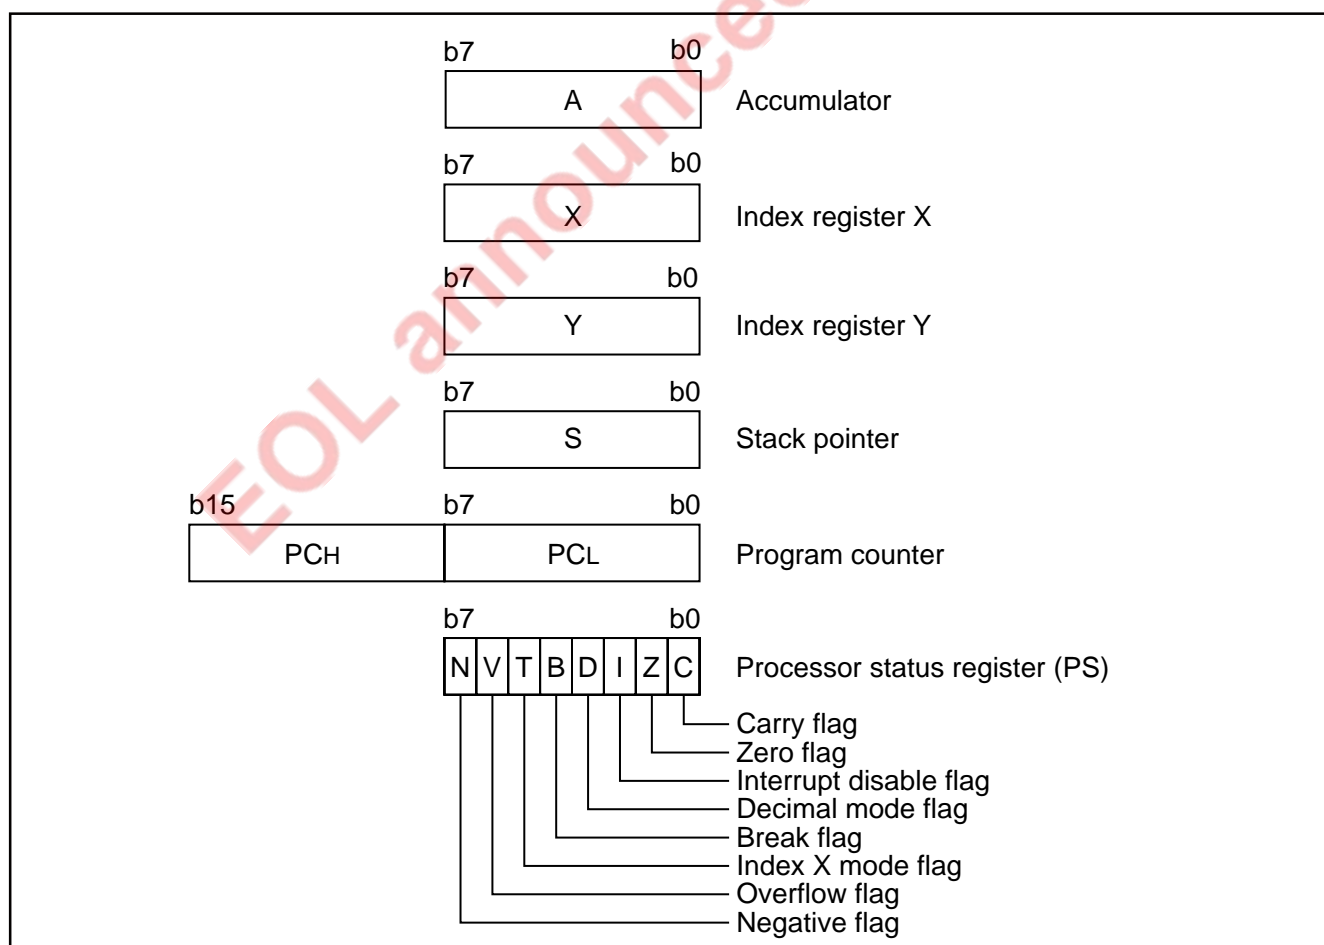 b7 b0
A Accumulator
b7 b0
X Index register X
b7 b0
Y Index register Y
b7 b0
S Stack pointer
b15 b7 b0
PCH PCL Program counter
b7 b0
N V T B D I Z C Processor status register (PS)
Carry flag
Zero flag
Interrupt disable flag
Decimal mode flag
Break flag
Index X mode flag
Overflow flag
Negative flag
EOL announced